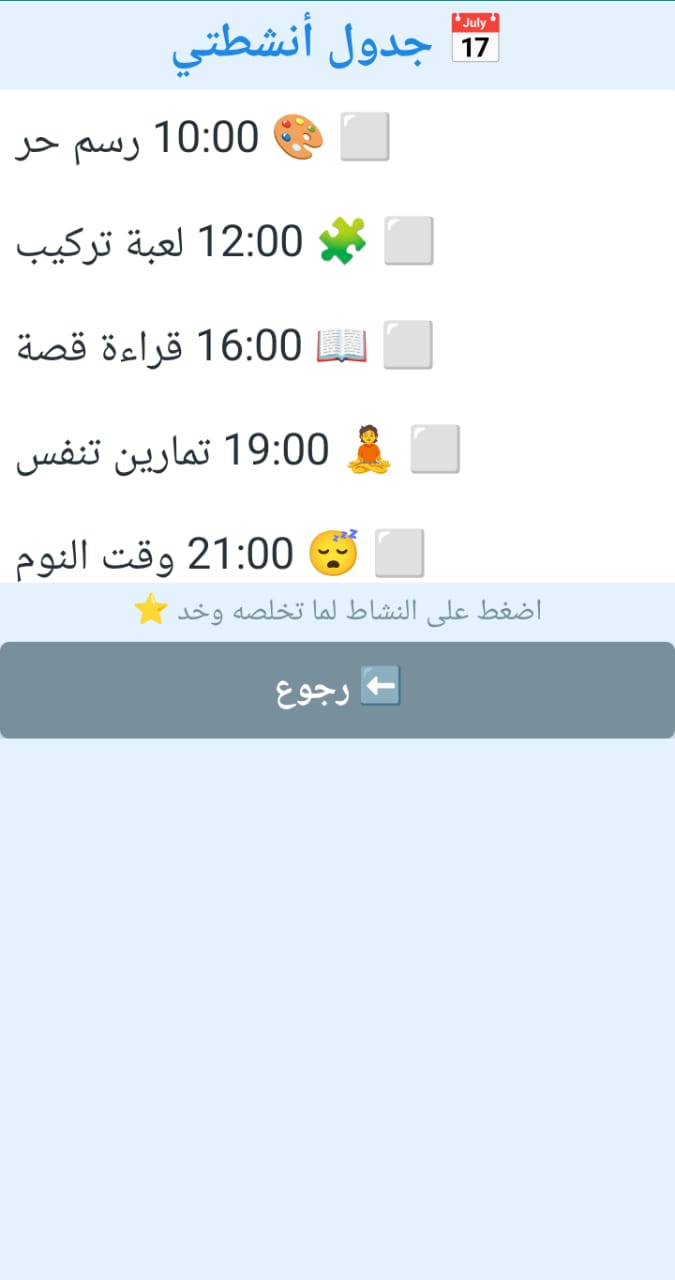 📅 جدول أنشطتي
⬜ 🎨 10:00 رسم حر
⬜ 🧩 12:00 لعبة تركيب
⬜ 📖 16:00 قراءة قصة
⬜ 🧘 19:00 تمارين تنفس
⬜ 😴 21:00 وقت النوم
اضغط على النشاط لما تخلصه وخد ⭐
⬅️ رجوع